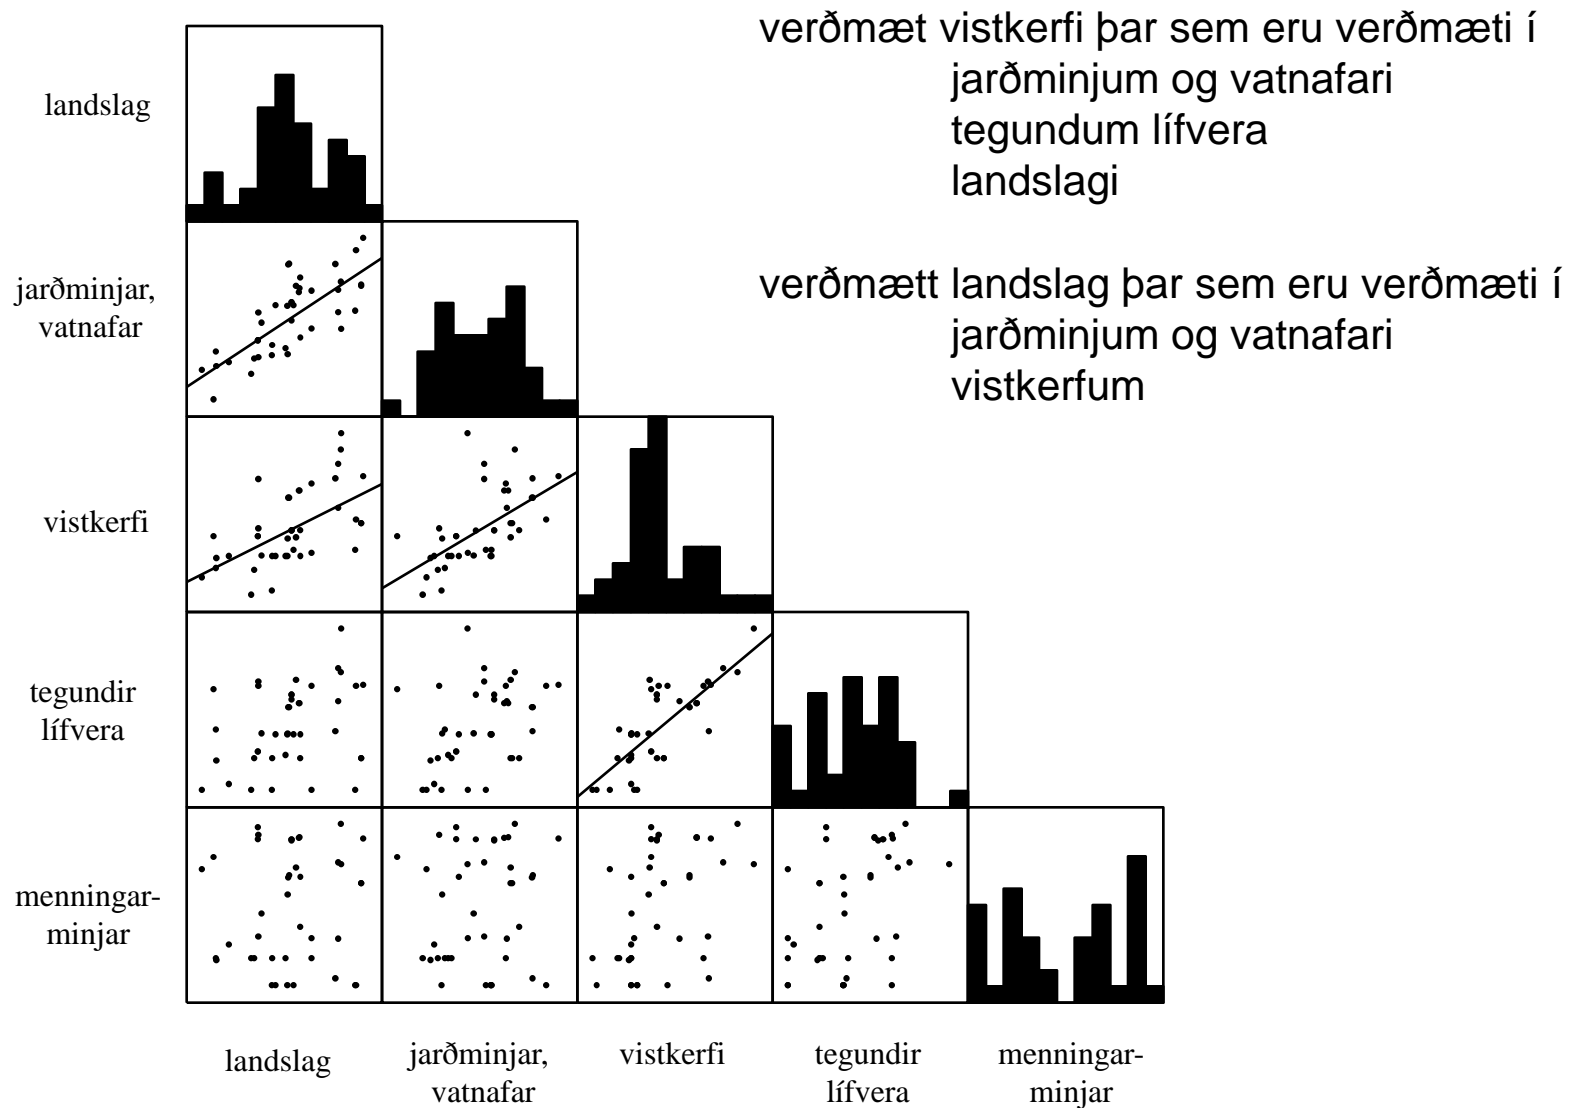 verðmæt vistkerfi þar sem eru verðmæti í
jarðminjum og vatnafari
tegundum lífvera
landslagi
verðmætt landslag þar sem eru verðmæti í
jarðminjum og vatnafari
vistkerfum
landslag
jarðminjar,
vatnafar
vistkerfi
tegundir
lífvera
menningar-
minjar
landslag
jarðminjar,
vatnafar
vistkerfi
tegundir
lífvera
menningar-
minjar